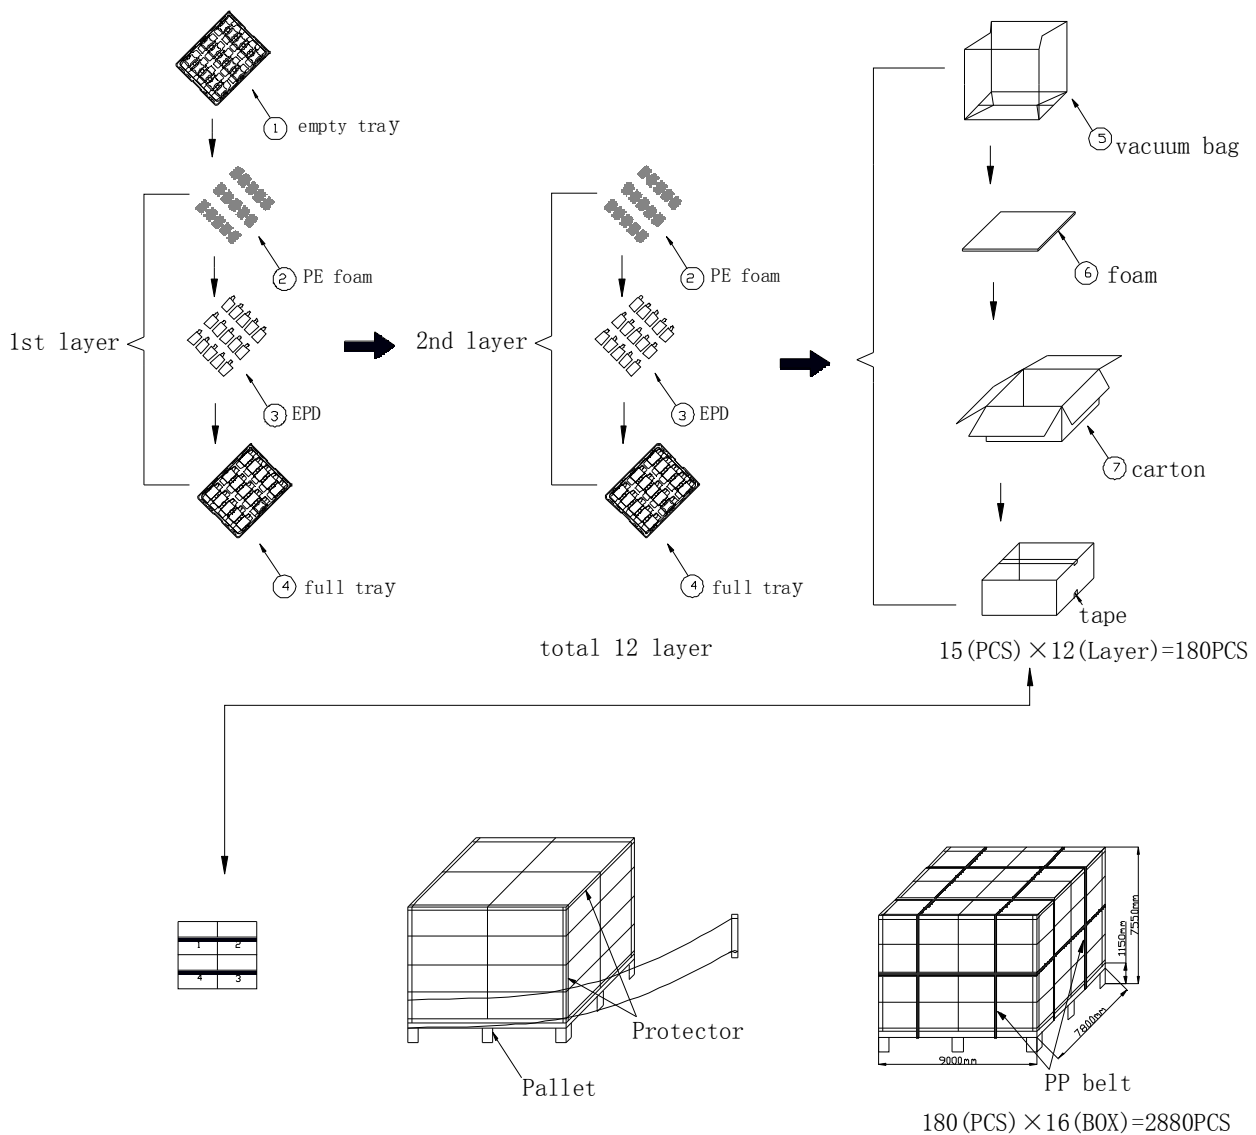 1 empty tray
2 PE foam
1st layer
3 EPD
4 full tray
2 PE foam
2nd layer
3 EPD
4 full tray
total 12 layer
5 vacuum bag
6 foam
7 carton
tape
15(PCS)×12(Layer)=180PCS
1 2
4 3
Protector
Pallet
1150mm
7550mm
7800mm
9000mm
PP belt
180(PCS)×16(BOX)=2880PCS